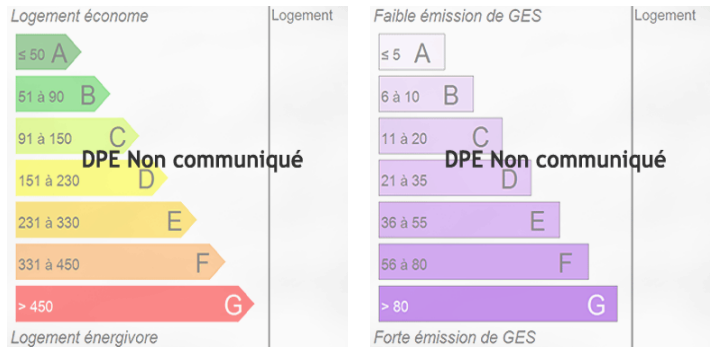 Logement économe
Logement
≤ 50 A
51 à 90 B
91 à 150 C
DPE Non communiqué
151 à 230 D
231 à 330 E
331 à 450 F
> 450 G
Logement énergivore
Faible émission de GES
Logement
≤ 5 A
6 à 10 B
11 à 20 C
DPE Non communiqué
21 à 35 D
36 à 55 E
56 à 80 F
> 80 G
Forte émission de GES